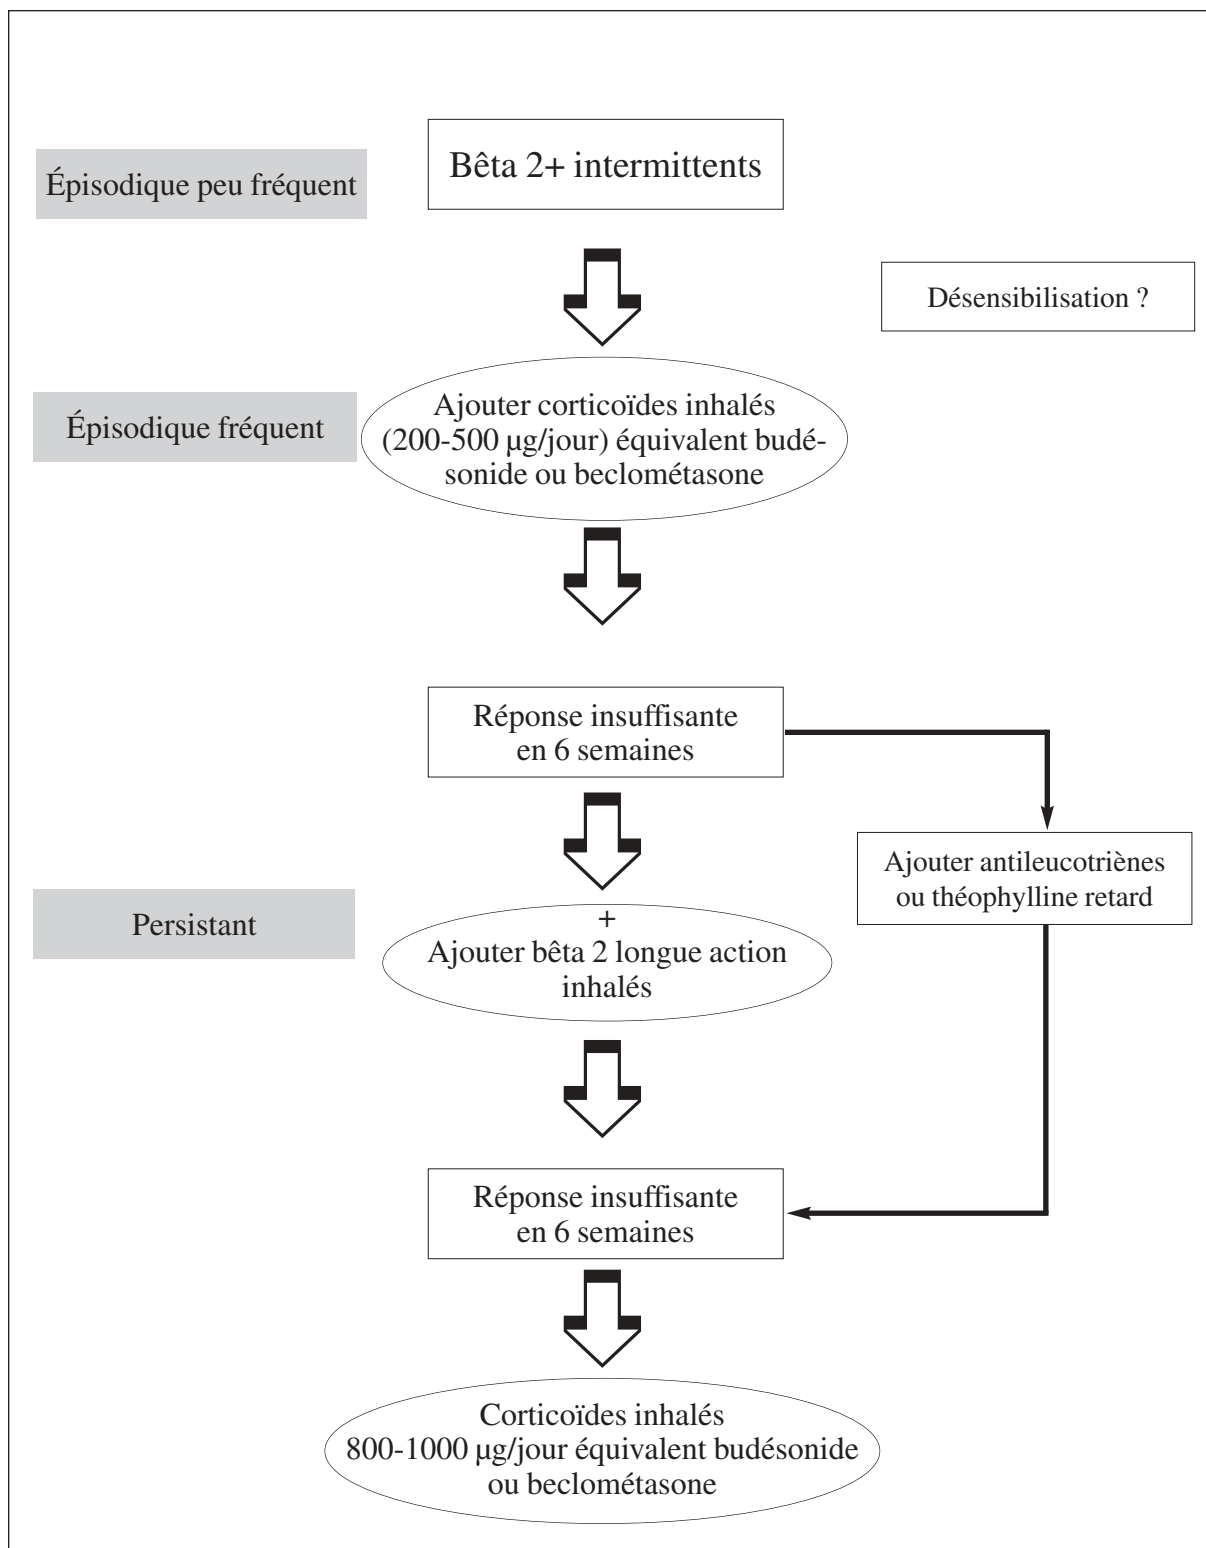 Épisodique peu fréquent
Bêta 2+ intermittents
Désensibilisation ?
Épisodique fréquent
Ajouter corticoïdes inhalés
(200-500 µg/jour) équivalent budé-
sonide ou beclométasone
Réponse insuffisante
en 6 semaines
Ajouter antileucotriènes
ou théophylline retard
Persistant
+
Ajouter bêta 2 longue action
inhalés
Réponse insuffisante
en 6 semaines
Corticoïdes inhalés
800-1000 µg/jour équivalent budésonide
ou beclométasone